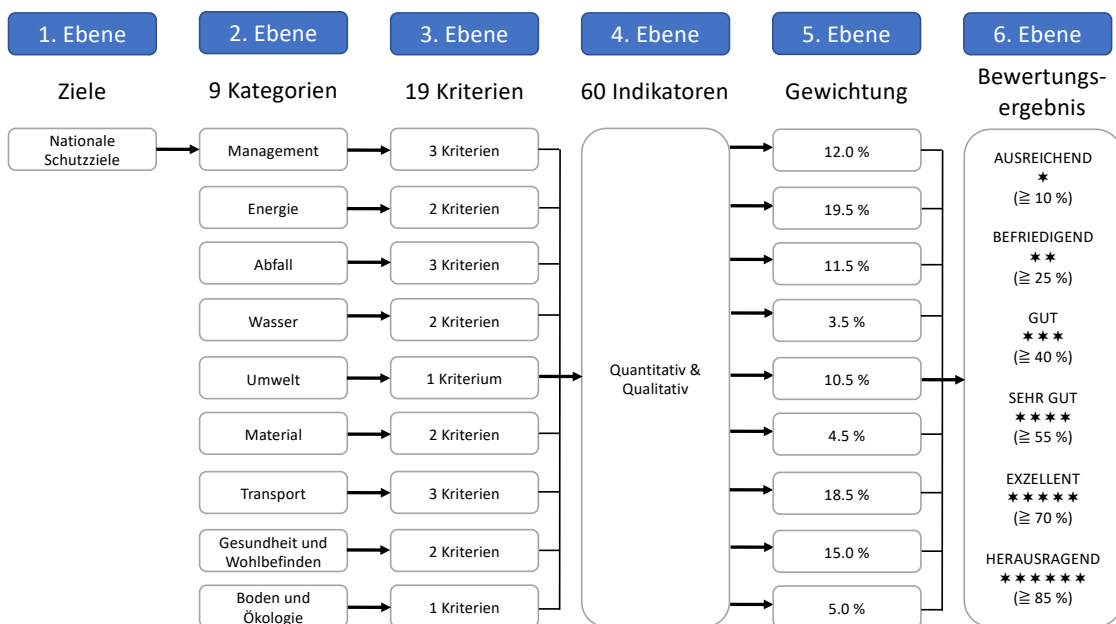 1. Ebene
2. Ebene
3. Ebene
4. Ebene
5. Ebene
6. Ebene
Ziele
9 Kategorien
19 Kriterien
60 Indikatoren
Gewichtung
Bewertungs-
ergebnis
Nationale
Schutzziele
Management
3 Kriterien
12.0 %
Energie
2 Kriterien
19.5 %
Abfall
3 Kriterien
11.5 %
Wasser
2 Kriterien
3.5 %
Umwelt
1 Kriterium
10.5 %
Material
2 Kriterien
4.5 %
Transport
3 Kriterien
18.5 %
Gesundheit und
Wohlbefinden
2 Kriterien
15.0 %
Boden und
Ökologie
1 Kriterien
5.0 %
Quantitativ &
Qualitativ
AUSREICHEND
★
(≧ 10 %)
BEFRIEDIGEND
★★
(≧ 25 %)
GUT
★★★
(≧ 40 %)
SEHR GUT
★★★★
(≧ 55 %)
EXZELLENT
★★★★★
(≧ 70 %)
HERAUSRAGEND
★★★★★★
(≧ 85 %)